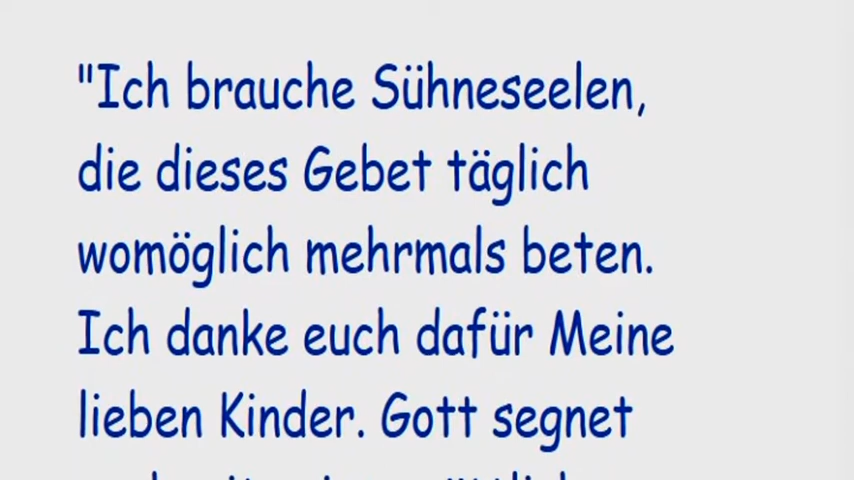 "Ich brauche Sühneseelen,
die dieses Gebet täglich
womöglich mehrmals beten.
Ich danke euch dafür Meine
lieben Kinder. Gott segnet